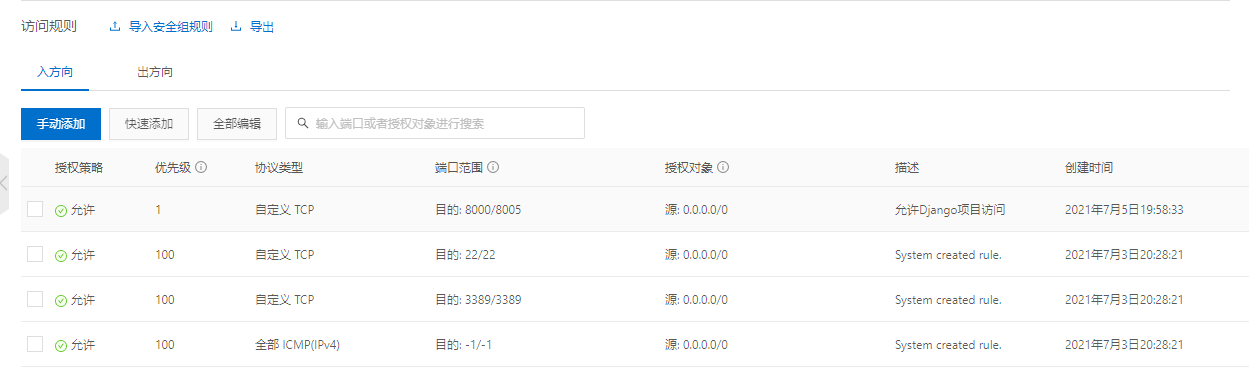 访问规则 导入安全组规则 导出
入方向 出方向
手动添加 快速添加 全部编辑 输入端口或者授权对象进行搜索
授权策略 优先级 协议类型 端口范围 授权对象 描述 创建时间
允许 1 自定义 TCP 目的: 8000/8005 源: 0.0.0.0/0 允许Django项目访问 2021年7月5日19:58:33
允许 100 自定义 TCP 目的: 22/22 源: 0.0.0.0/0 System created rule. 2021年7月3日20:28:21
允许 100 自定义 TCP 目的: 3389/3389 源: 0.0.0.0/0 System created rule. 2021年7月3日20:28:21
允许 100 全部 ICMP(IPv4) 目的: -1/-1 源: 0.0.0.0/0 System created rule. 2021年7月3日20:28:21